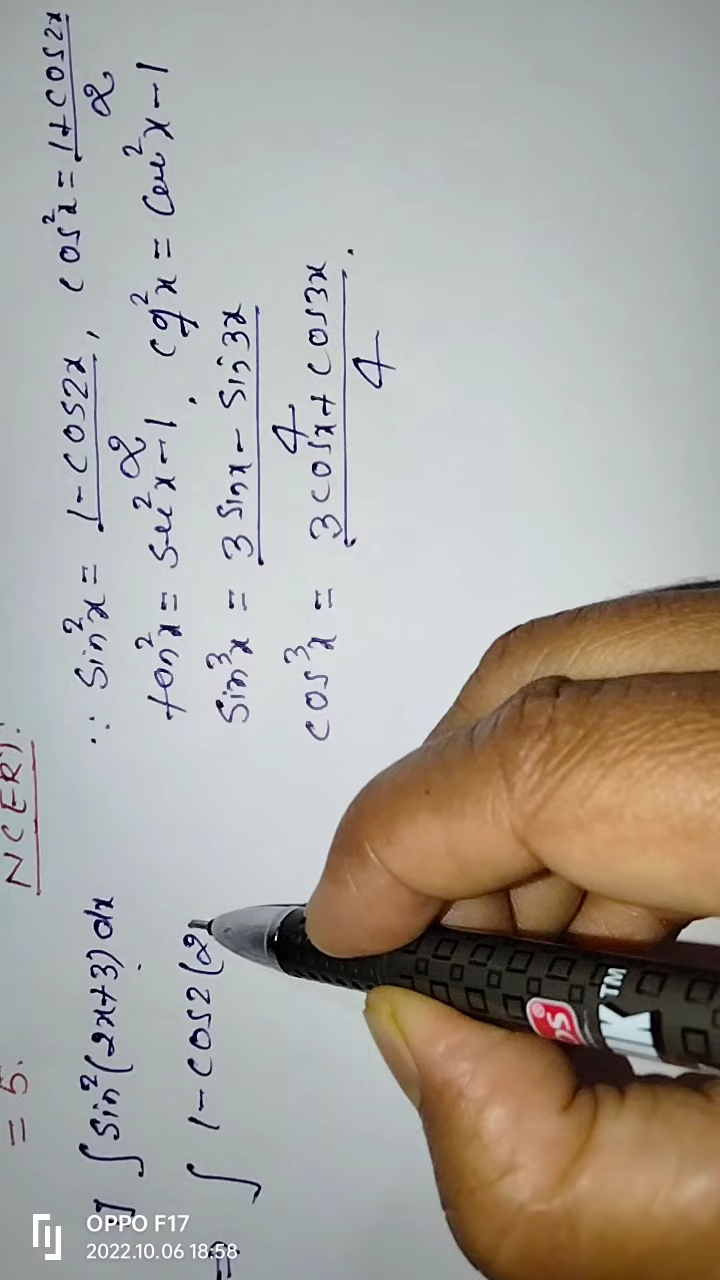 NCERT.
= 5.
∵ sin²x = (1 - cos2x)/2, cos²x = (1 + cos2x)/2
tan²x = sec²x - 1, cot²x = cosec²x - 1
sin³x = (3 sinx - sin3x)/4
cos³x = (3 cosx + cos3x)/4.
∫ sin²(2x+3) dx
⇒ ∫ 1 - cos2(2
TM
OPPO F17
2022.10.06 18:58